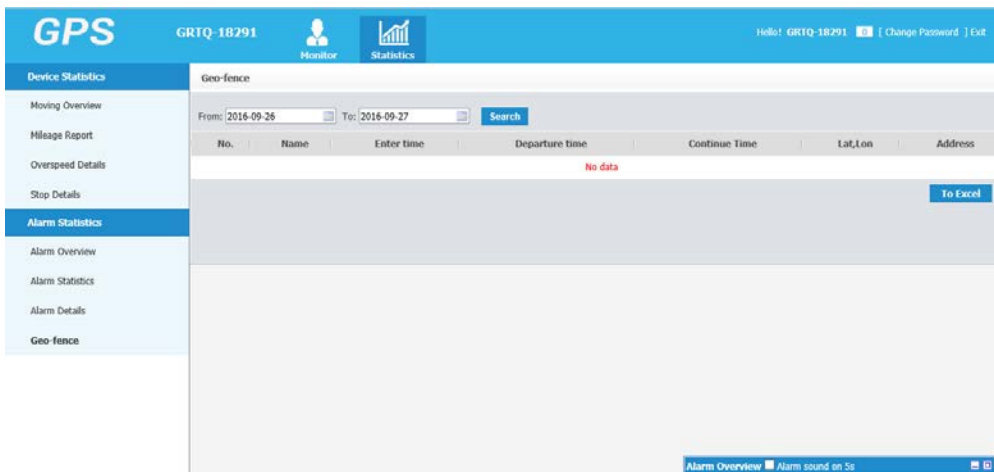 GPS GRTQ-18291 Monitor Statistics Hello! GRTQ-18291 0 [ Change Password ] Exit
Device Statistics
Moving Overview
Mileage Report
Overspeed Details
Stop Details
Alarm Statistics
Alarm Overview
Alarm Statistics
Alarm Details
Geo-fence
Geo-fence
From: 2016-09-26 To: 2016-09-27 Search
No. Name Enter time Departure time Continue Time Lat,Lon Address
No data
To Excel
Alarm Overview Alarm sound on 5s